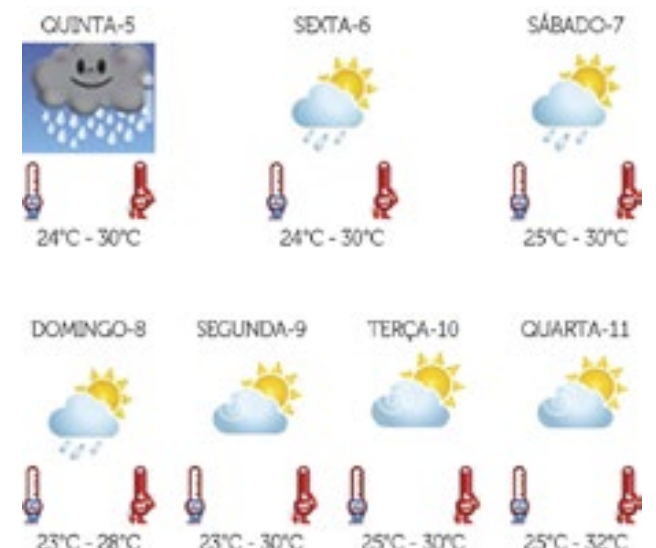 QUINTA-5 SEXTA-6 SÁBADO-7
24°C - 30°C 24°C - 30°C 25°C - 30°C
DOMINGO-8 SEGUNDA-9 TERÇA-10 QUARTA-11
23°C - 28°C 23°C - 30°C 25°C - 30°C 25°C - 32°C